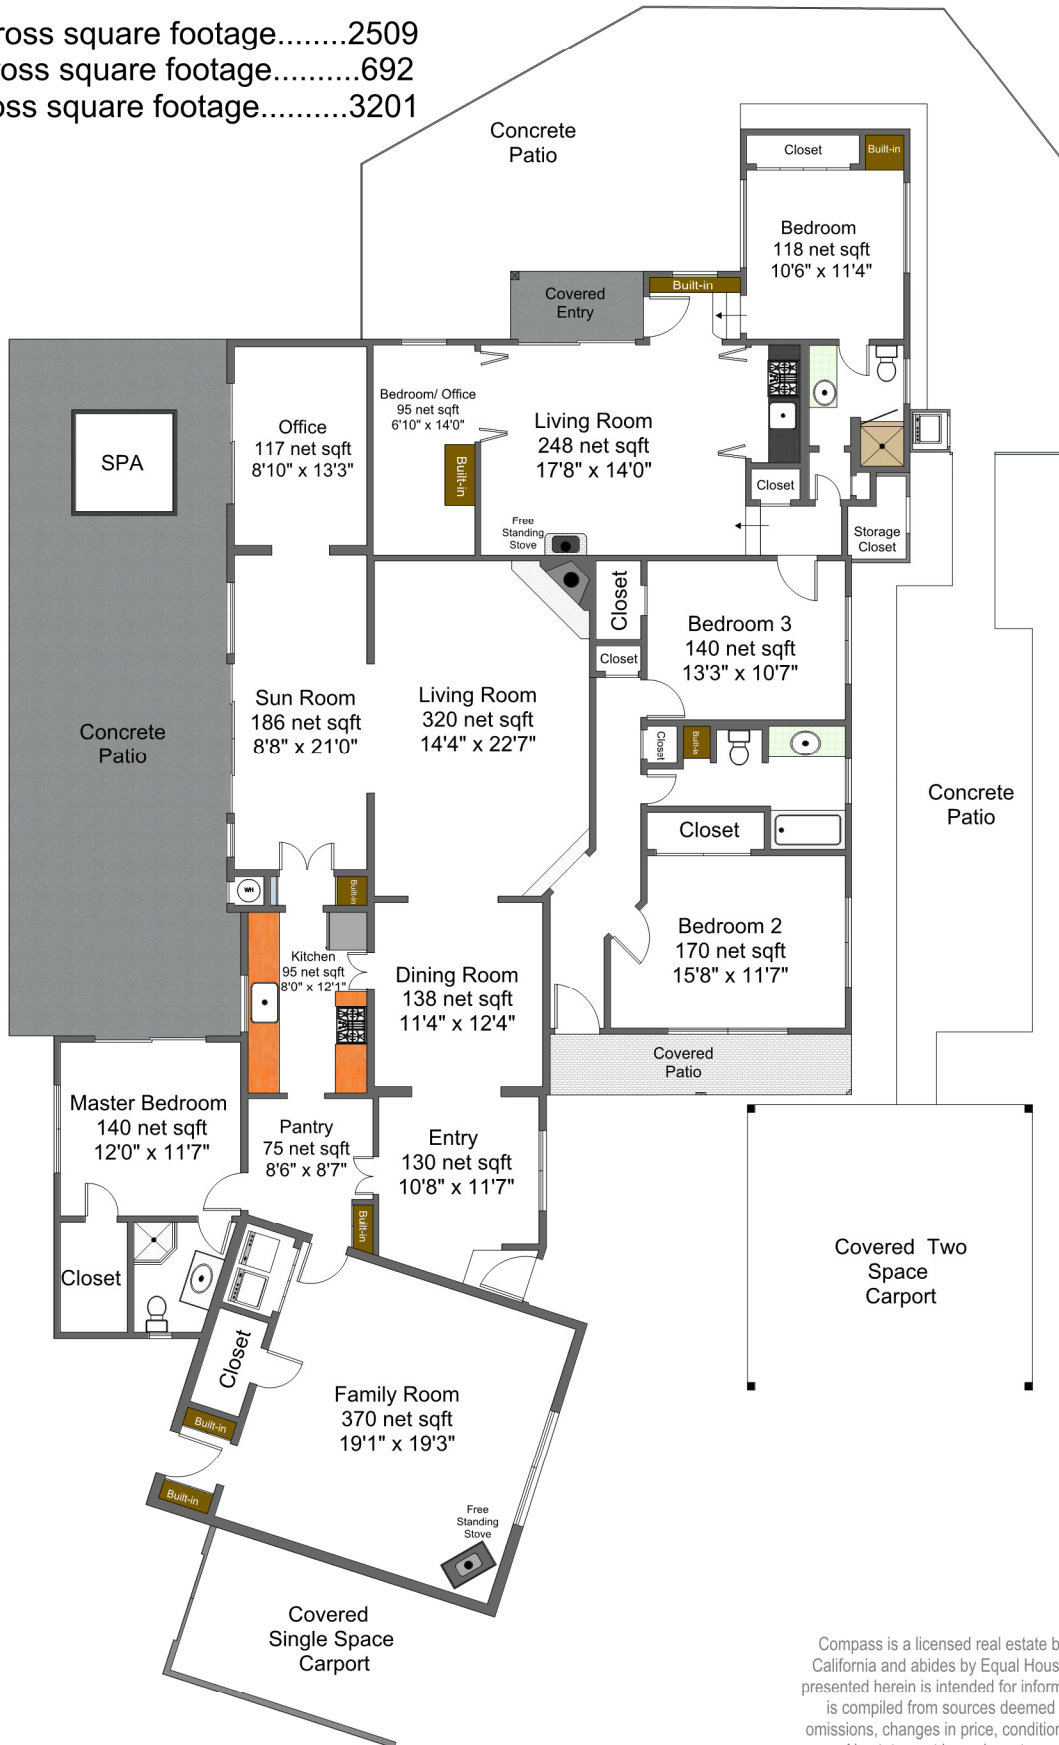 ross square footage........2509
ross square footage..........692
oss square footage..........3201
Concrete
Patio
Closet
Built-in
Bedroom
118 net sqft
10'6" x 11'4"
Built-in
Covered
Entry
Bedroom/ Office
95 net sqft
6'10" x 14'0"
Office
117 net sqft
8'10" x 13'3"
Living Room
248 net sqft
17'8" x 14'0"
SPA
Built-in
Closet
Free
Standing
Stove
Storage
Closet
Closet
Bedroom 3
140 net sqft
13'3" x 10'7"
Closet
Sun Room
186 net sqft
8'8" x 21'0"
Living Room
320 net sqft
14'4" x 22'7"
Concrete
Patio
Closet
Built-in
Concrete
Patio
Closet
WH
Built-in
Bedroom 2
170 net sqft
15'8" x 11'7"
Kitchen
95 net sqft
8'0" x 12'1"
Dining Room
138 net sqft
11'4" x 12'4"
Covered
Patio
Master Bedroom
140 net sqft
12'0" x 11'7"
Pantry
75 net sqft
8'6" x 8'7"
Entry
130 net sqft
10'8" x 11'7"
Built-in
Closet
Covered Two
Space
Carport
Closet
Family Room
370 net sqft
19'1" x 19'3"
Built-in
Built-in
Free
Standing
Stove
Covered
Single Space
Carport
Compass is a licensed real estate b
California and abides by Equal Hous
presented herein is intended for inform
is compiled from sources deemed
omissions, changes in price, condition